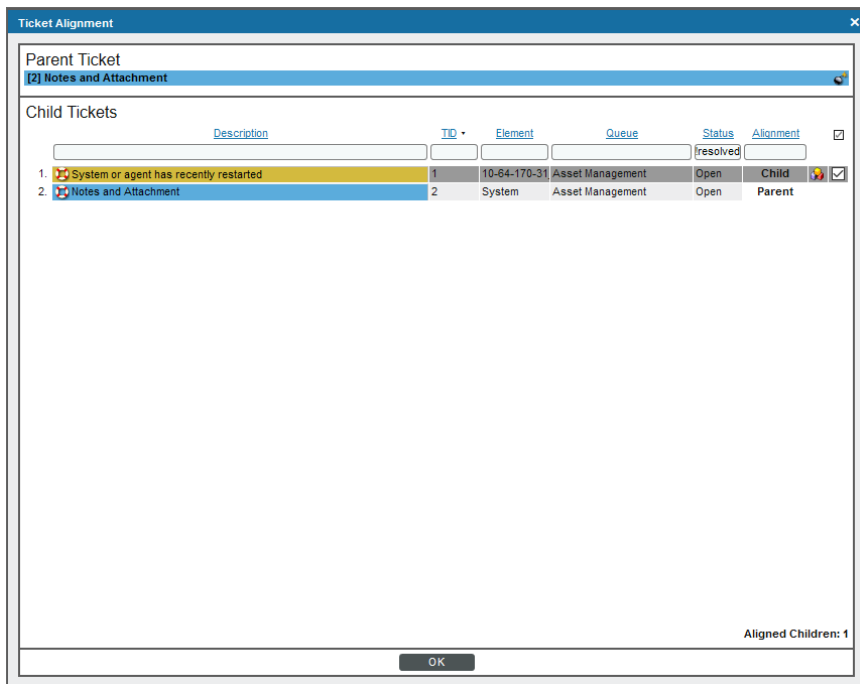 Ticket Alignment
Parent Ticket
[2] Notes and Attachment
Child Tickets
Description TID Element Queue Status Alignment
!resolved
1. System or agent has recently restarted 1 10-64-170-31, Asset Management Open Child
2. Notes and Attachment 2 System Asset Management Open Parent
Aligned Children: 1
OK